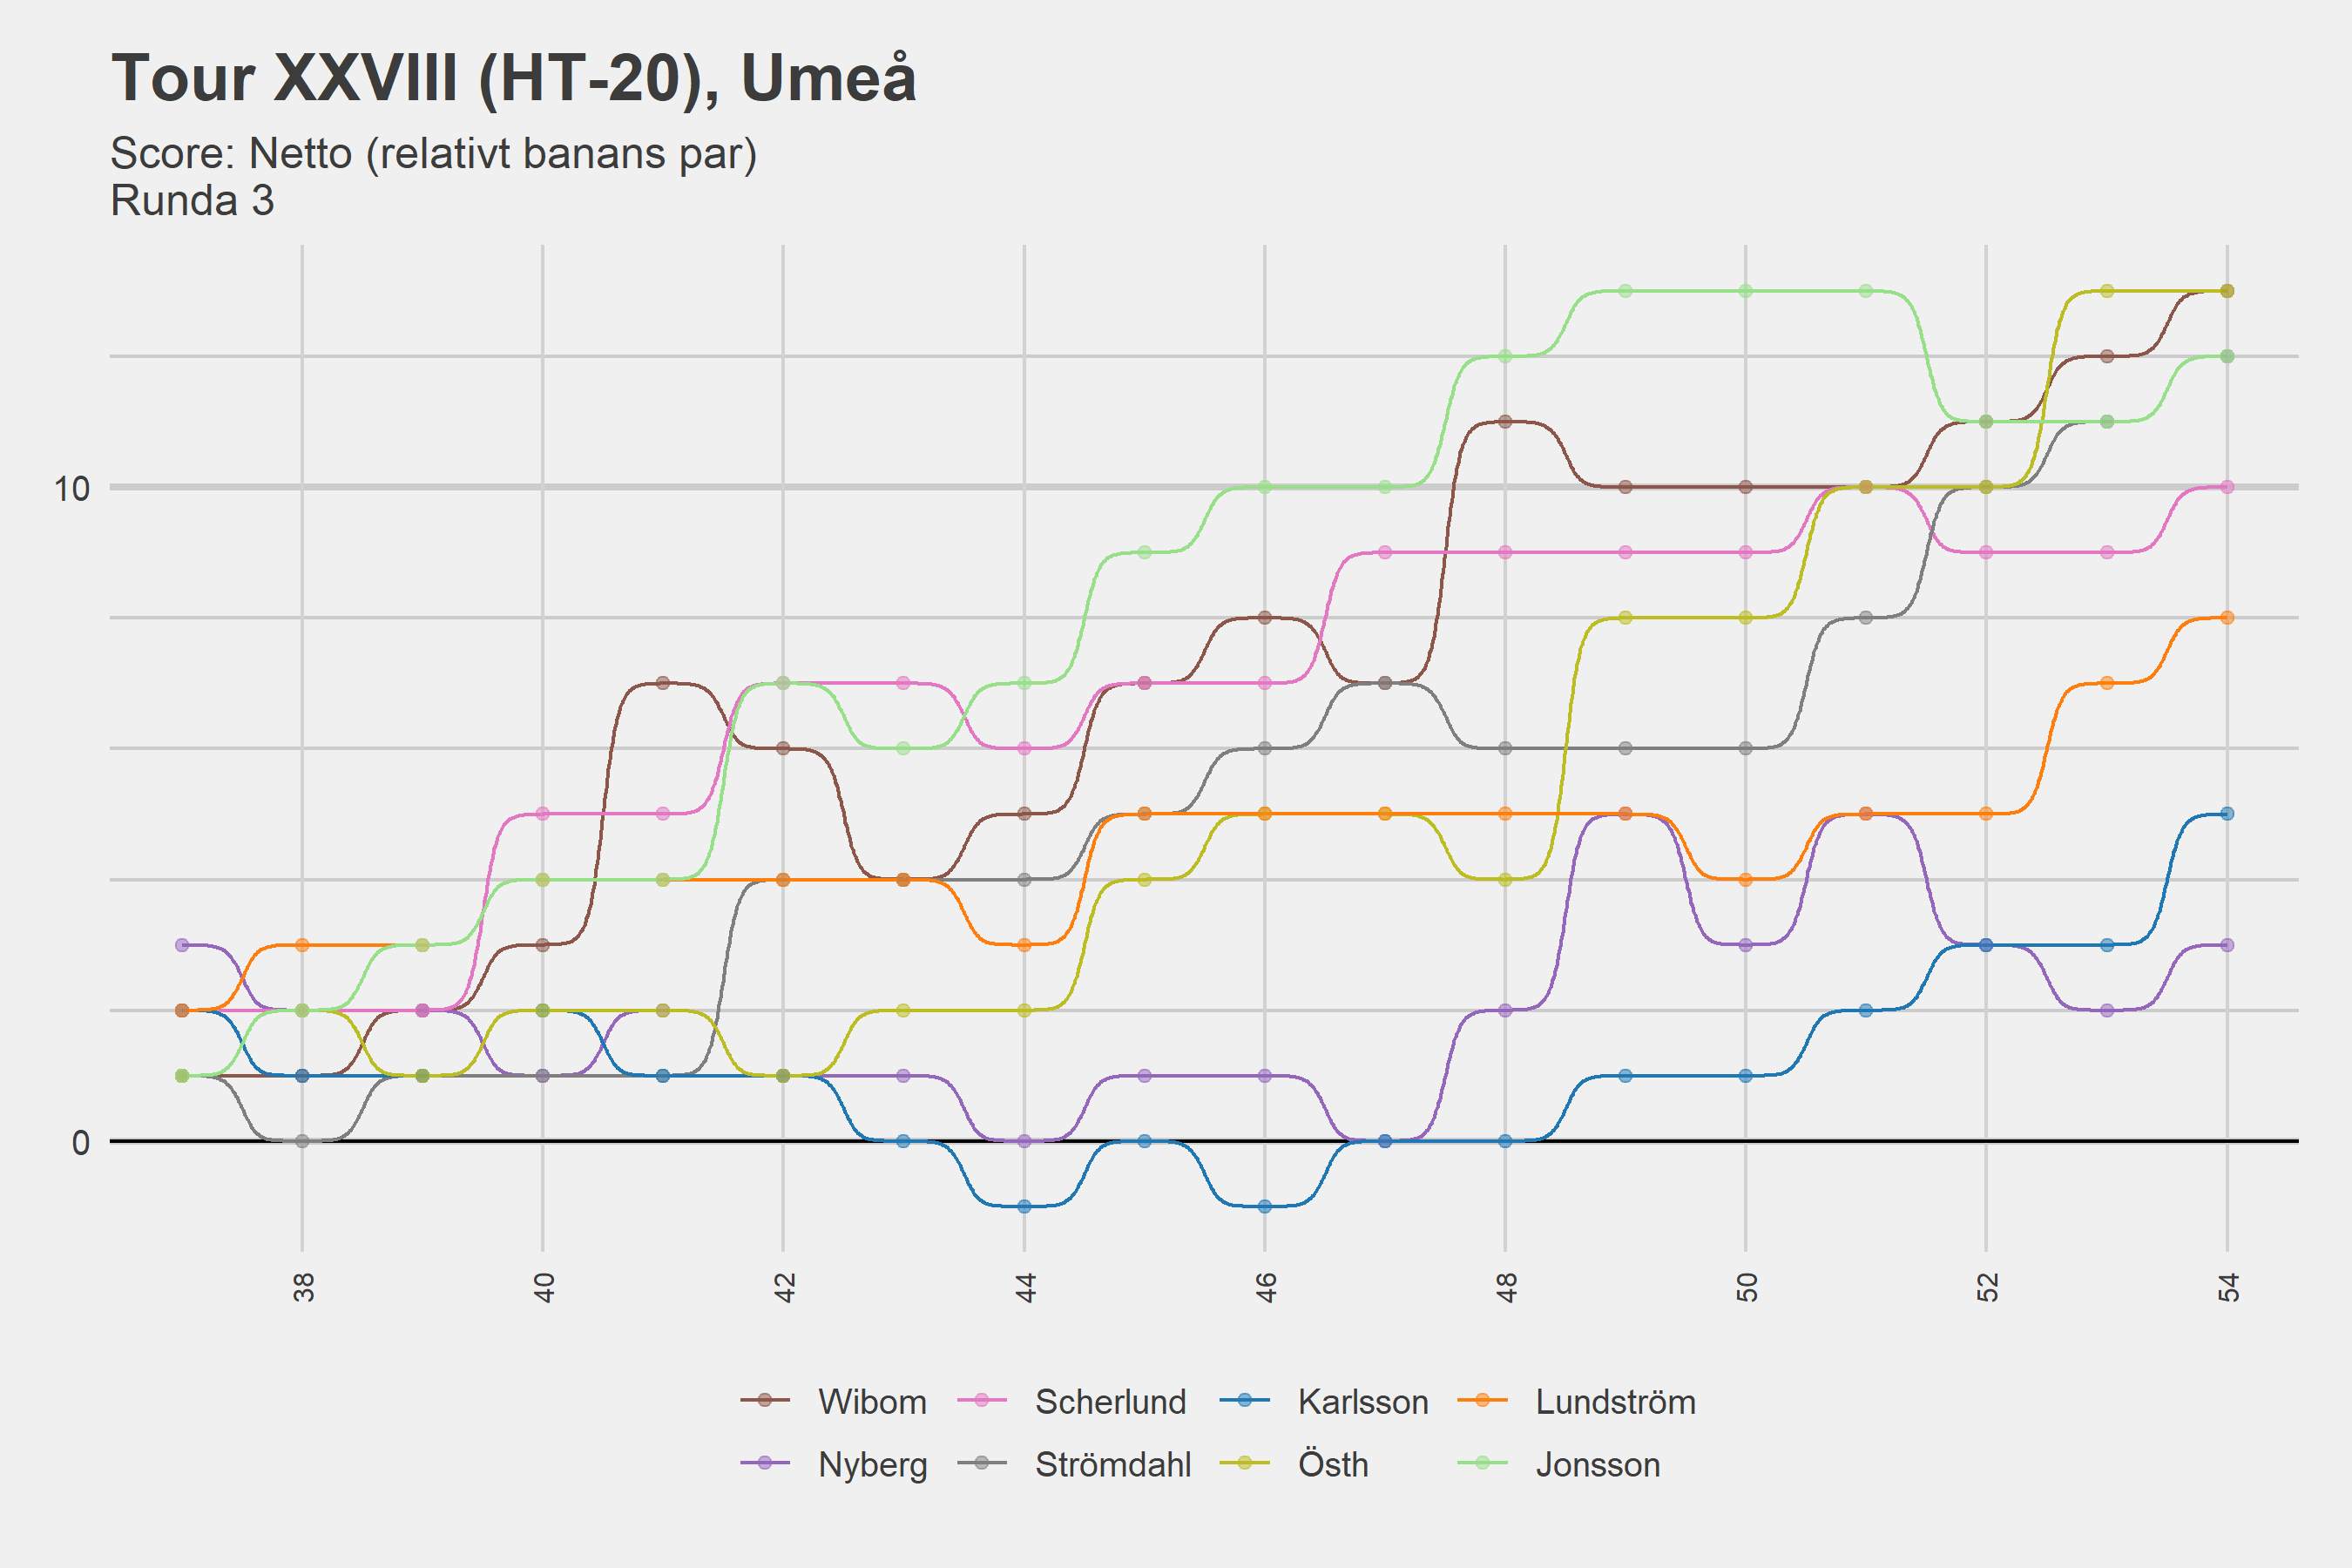 Tour XXVIII (HT-20), Umeå
Score: Netto (relativt banans par)
Runda 3
10
0
38 40 42 44 46 48 50 52 54
Wibom Scherlund Karlsson Lundström
Nyberg Strömdahl Östh Jonsson